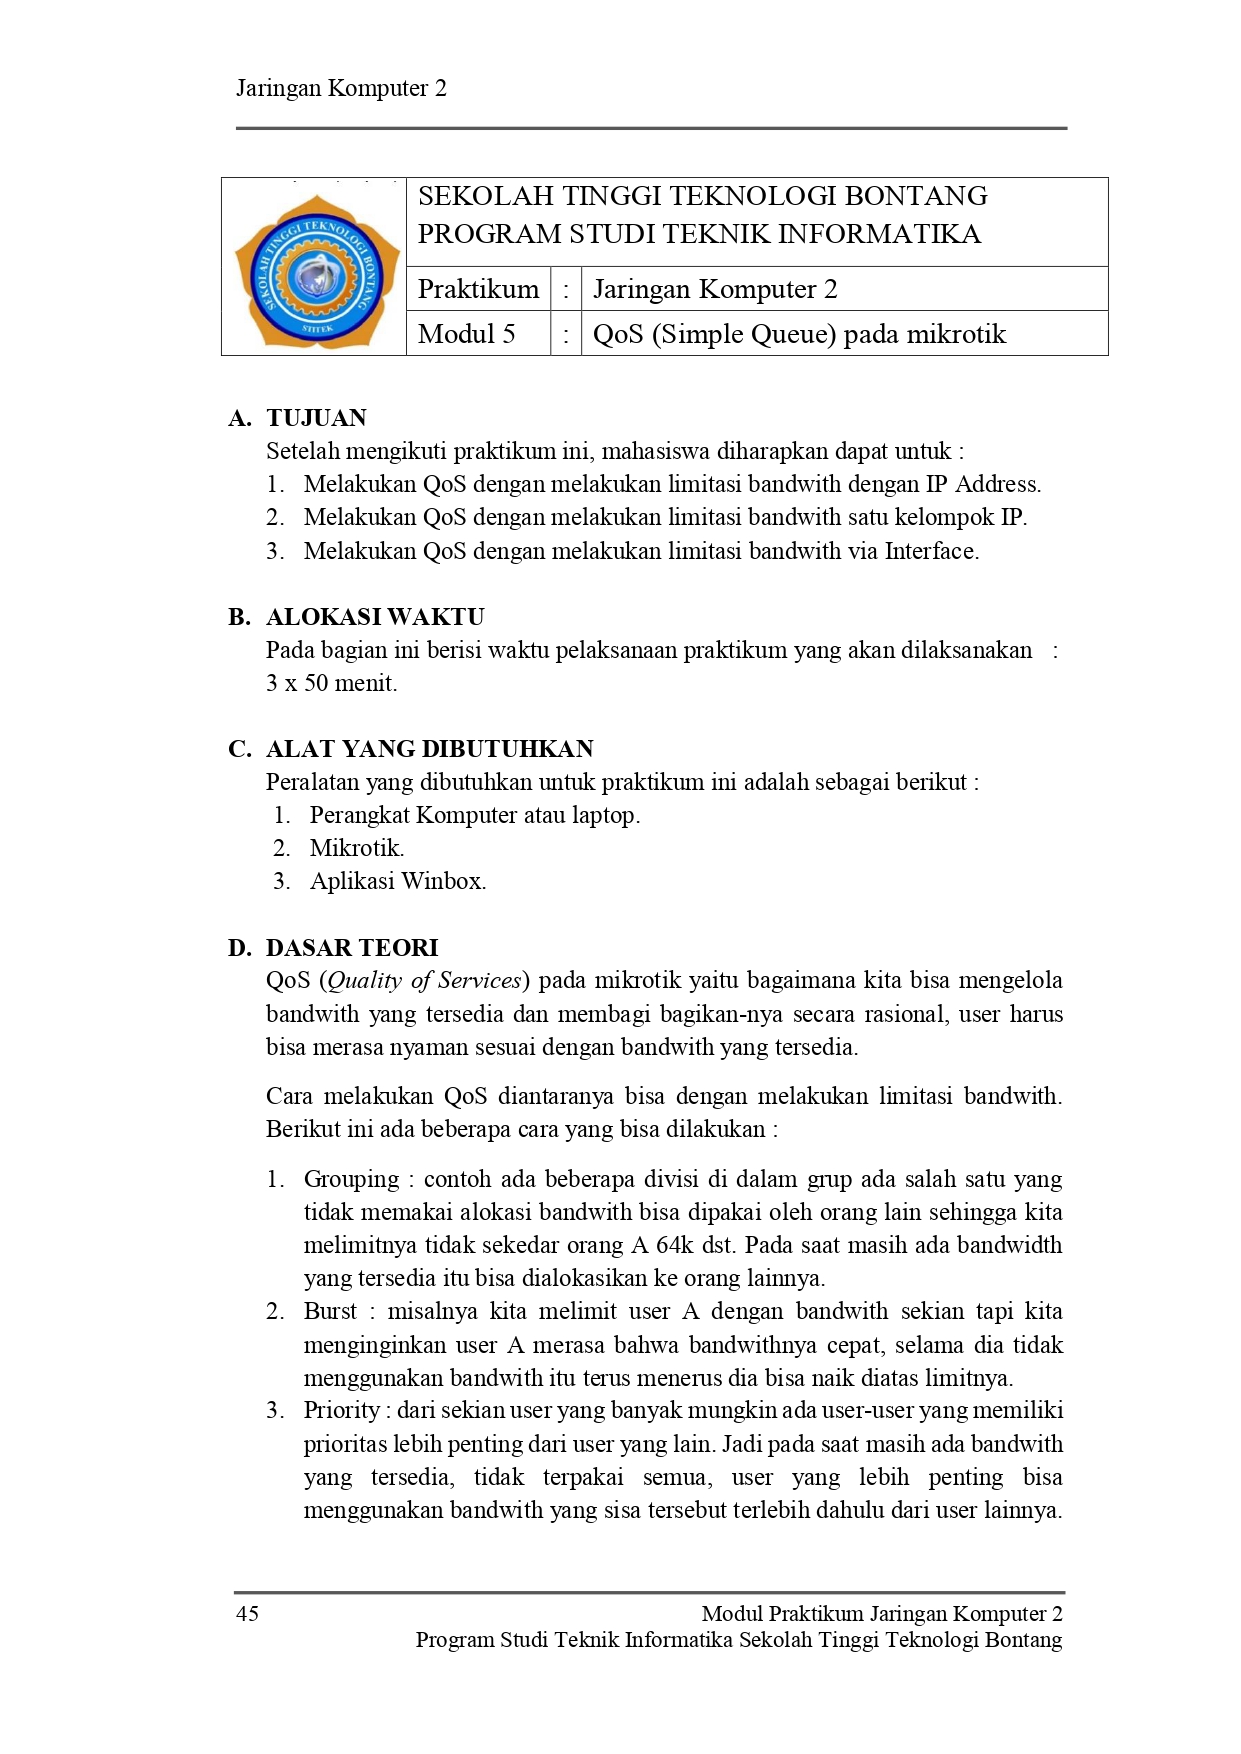 Jaringan Komputer 2
SEKOLAH TINGGI TEKNOLOGI BONTANG
STITEK
SEKOLAH TINGGI TEKNOLOGI BONTANG
PROGRAM STUDI TEKNIK INFORMATIKA
Praktikum : Jaringan Komputer 2
Modul 5 : QoS (Simple Queue) pada mikrotik
A. TUJUAN
Setelah mengikuti praktikum ini, mahasiswa diharapkan dapat untuk :
1. Melakukan QoS dengan melakukan limitasi bandwith dengan IP Address.
2. Melakukan QoS dengan melakukan limitasi bandwith satu kelompok IP.
3. Melakukan QoS dengan melakukan limitasi bandwith via Interface.
B. ALOKASI WAKTU
Pada bagian ini berisi waktu pelaksanaan praktikum yang akan dilaksanakan :
3 x 50 menit.
C. ALAT YANG DIBUTUHKAN
Peralatan yang dibutuhkan untuk praktikum ini adalah sebagai berikut :
1. Perangkat Komputer atau laptop.
2. Mikrotik.
3. Aplikasi Winbox.
D. DASAR TEORI
QoS (Quality of Services) pada mikrotik yaitu bagaimana kita bisa mengelola
bandwith yang tersedia dan membagi bagikan-nya secara rasional, user harus
bisa merasa nyaman sesuai dengan bandwith yang tersedia.
Cara melakukan QoS diantaranya bisa dengan melakukan limitasi bandwith.
Berikut ini ada beberapa cara yang bisa dilakukan :
1. Grouping : contoh ada beberapa divisi di dalam grup ada salah satu yang
tidak memakai alokasi bandwith bisa dipakai oleh orang lain sehingga kita
melimitnya tidak sekedar orang A 64k dst. Pada saat masih ada bandwidth
yang tersedia itu bisa dialokasikan ke orang lainnya.
2. Burst : misalnya kita melimit user A dengan bandwith sekian tapi kita
menginginkan user A merasa bahwa bandwithnya cepat, selama dia tidak
menggunakan bandwith itu terus menerus dia bisa naik diatas limitnya.
3. Priority : dari sekian user yang banyak mungkin ada user-user yang memiliki
prioritas lebih penting dari user yang lain. Jadi pada saat masih ada bandwith
yang tersedia, tidak terpakai semua, user yang lebih penting bisa
menggunakan bandwith yang sisa tersebut terlebih dahulu dari user lainnya.
45 Modul Praktikum Jaringan Komputer 2
Program Studi Teknik Informatika Sekolah Tinggi Teknologi Bontang